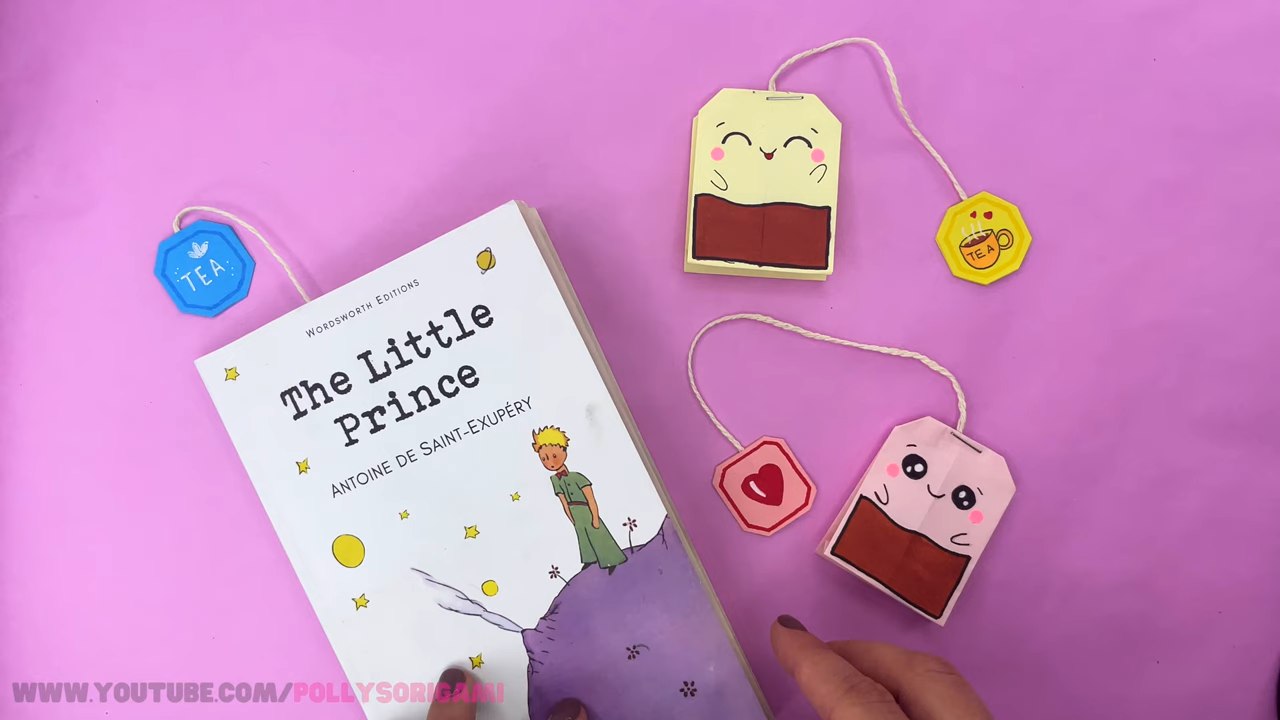 TEA
WORDSWORTH EDITIONS
The Little
Prince
ANTOINE DE SAINT-EXUPÉRY
TEA
WWW.YOUTUBE.COM/POLLYSORIGAMI